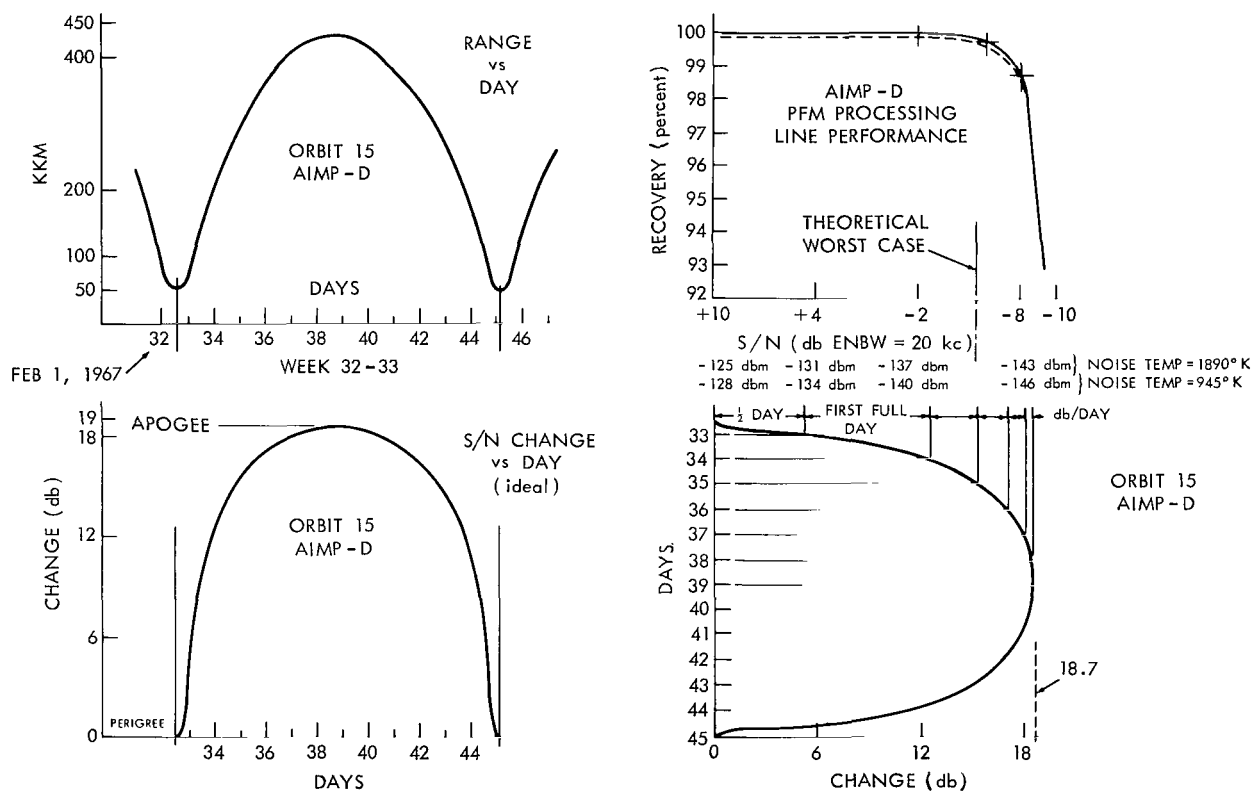 450
400
200
100
50
KKM
RANGE
vs
DAY
ORBIT 15
AIMP-D
DAYS
32 34 36 38 40 42 44 46
WEEK 32-33
FEB 1, 1967
100
99
98
97
96
95
94
93
92
RECOVERY (percent)
AIMP-D
PFM PROCESSING
LINE PERFORMANCE
THEORETICAL
WORST CASE
+10 +4 -2 -8 -10
S/N (db ENBW = 20 kc)
-125 dbm -131 dbm -137 dbm -143 dbm } NOISE TEMP = 1890° K
-128 dbm -134 dbm -140 dbm -146 dbm } NOISE TEMP = 945° K
19
18
12
6
0
CHANGE (db)
APOGEE
S/N CHANGE
vs DAY
(ideal)
ORBIT 15
AIMP-D
PERIGREE
34 36 38 40 42 44
DAYS
½ DAY
FIRST FULL
DAY
db/DAY
33
34
35
36
37
38
39
40
41
42
43
44
45
DAYS.
ORBIT 15
AIMP-D
18.7
0 6 12 18
CHANGE (db)